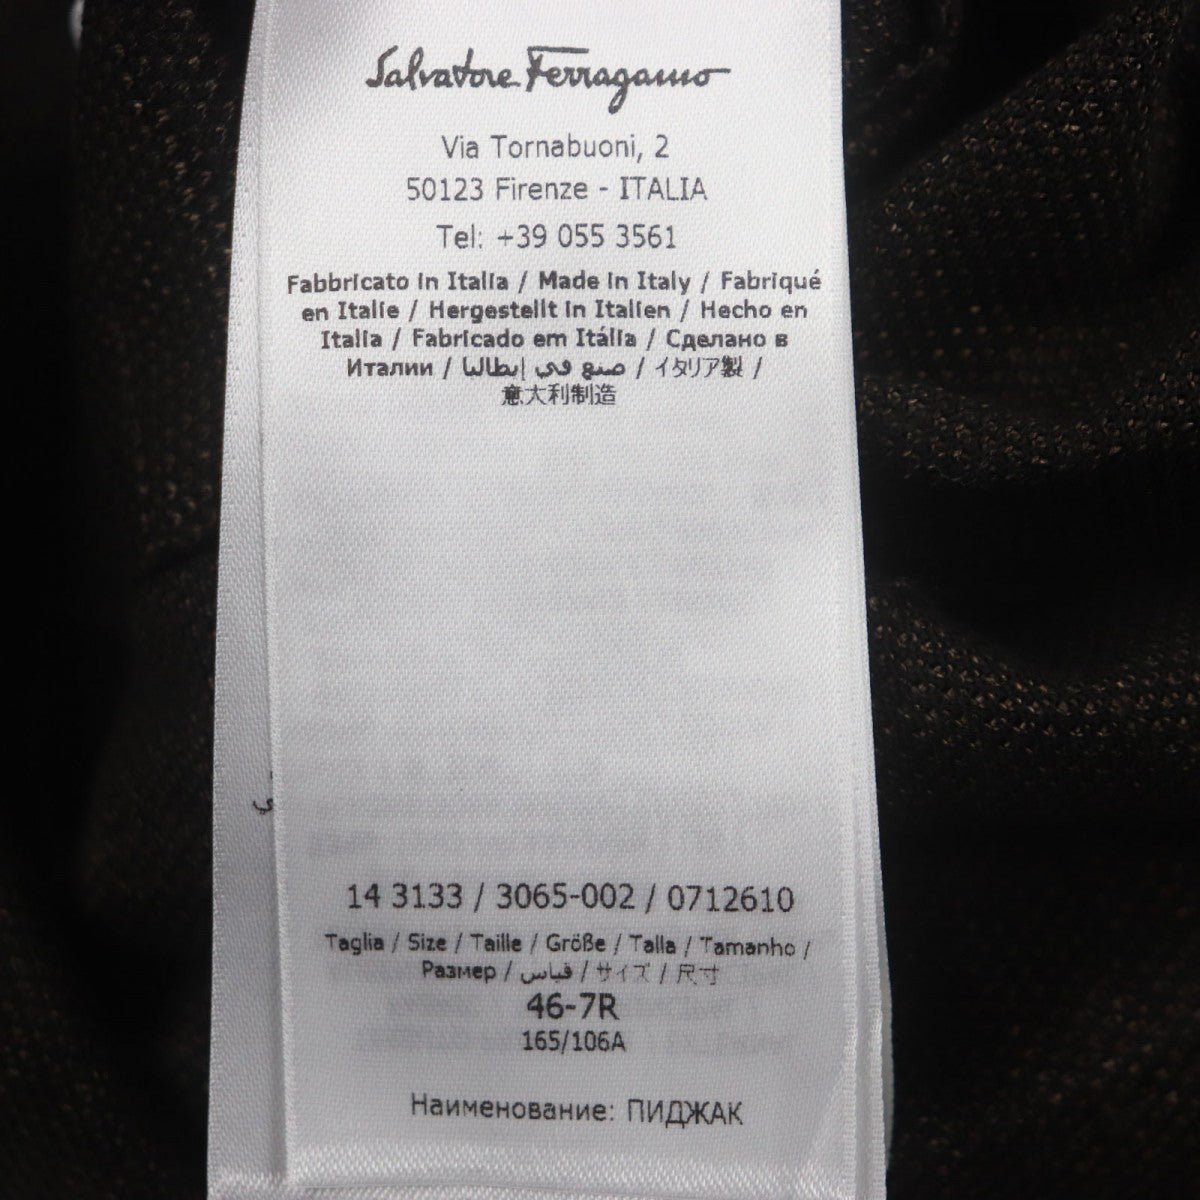 Salvatore Ferragamo
Via Tornabuoni, 2
50123 Firenze - ITALIA
Tel: +39 055 3561
Fabbricato in Italia / Made in Italy / Fabriqué
en Italie / Hergestellt in Italien / Hecho en
Italia / Fabricado em Itália / Сделано в
Италии / صنع في إيطاليا / イタリア製 /
意大利制造
14 3133 / 3065-002 / 0712610
Taglia / Size / Taille / Größe / Talla / Tamanho /
Размер / قياس / サイズ / 尺寸
46-7R
165/106A
Наименование: ПИДЖАК